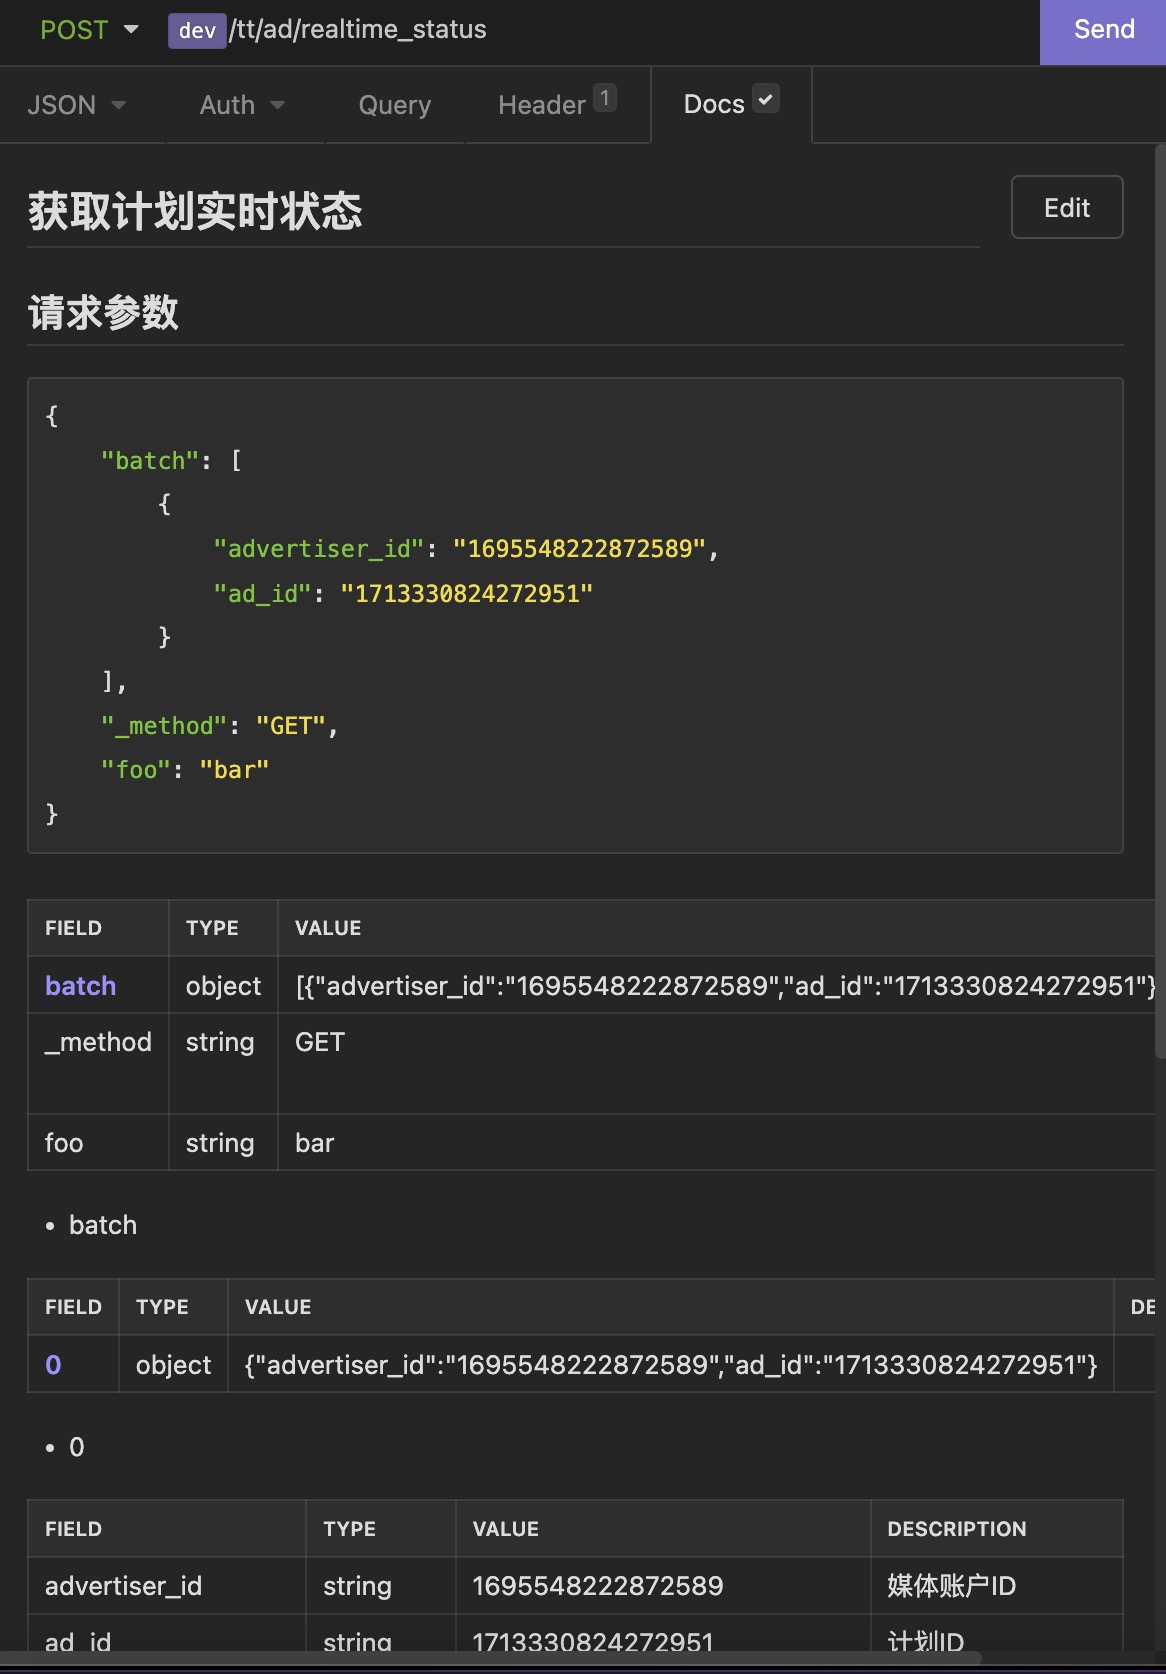 POST dev/tt/ad/realtime_status Send
JSON Auth Query Header 1 Docs
获取计划实时状态 Edit
请求参数
{
"batch": [
{
"advertiser_id": "1695548222872589",
"ad_id": "1713330824272951"
}
],
"_method": "GET",
"foo": "bar"
}
FIELD TYPE VALUE
batch object [{"advertiser_id":"1695548222872589","ad_id":"1713330824272951"}
_method string GET
foo string bar
• batch
FIELD TYPE VALUE DE
0 object {"advertiser_id":"1695548222872589","ad_id":"1713330824272951"}
• 0
FIELD TYPE VALUE DESCRIPTION
advertiser_id string 1695548222872589 媒体账户ID
ad_id string 1713330824272951 计划ID